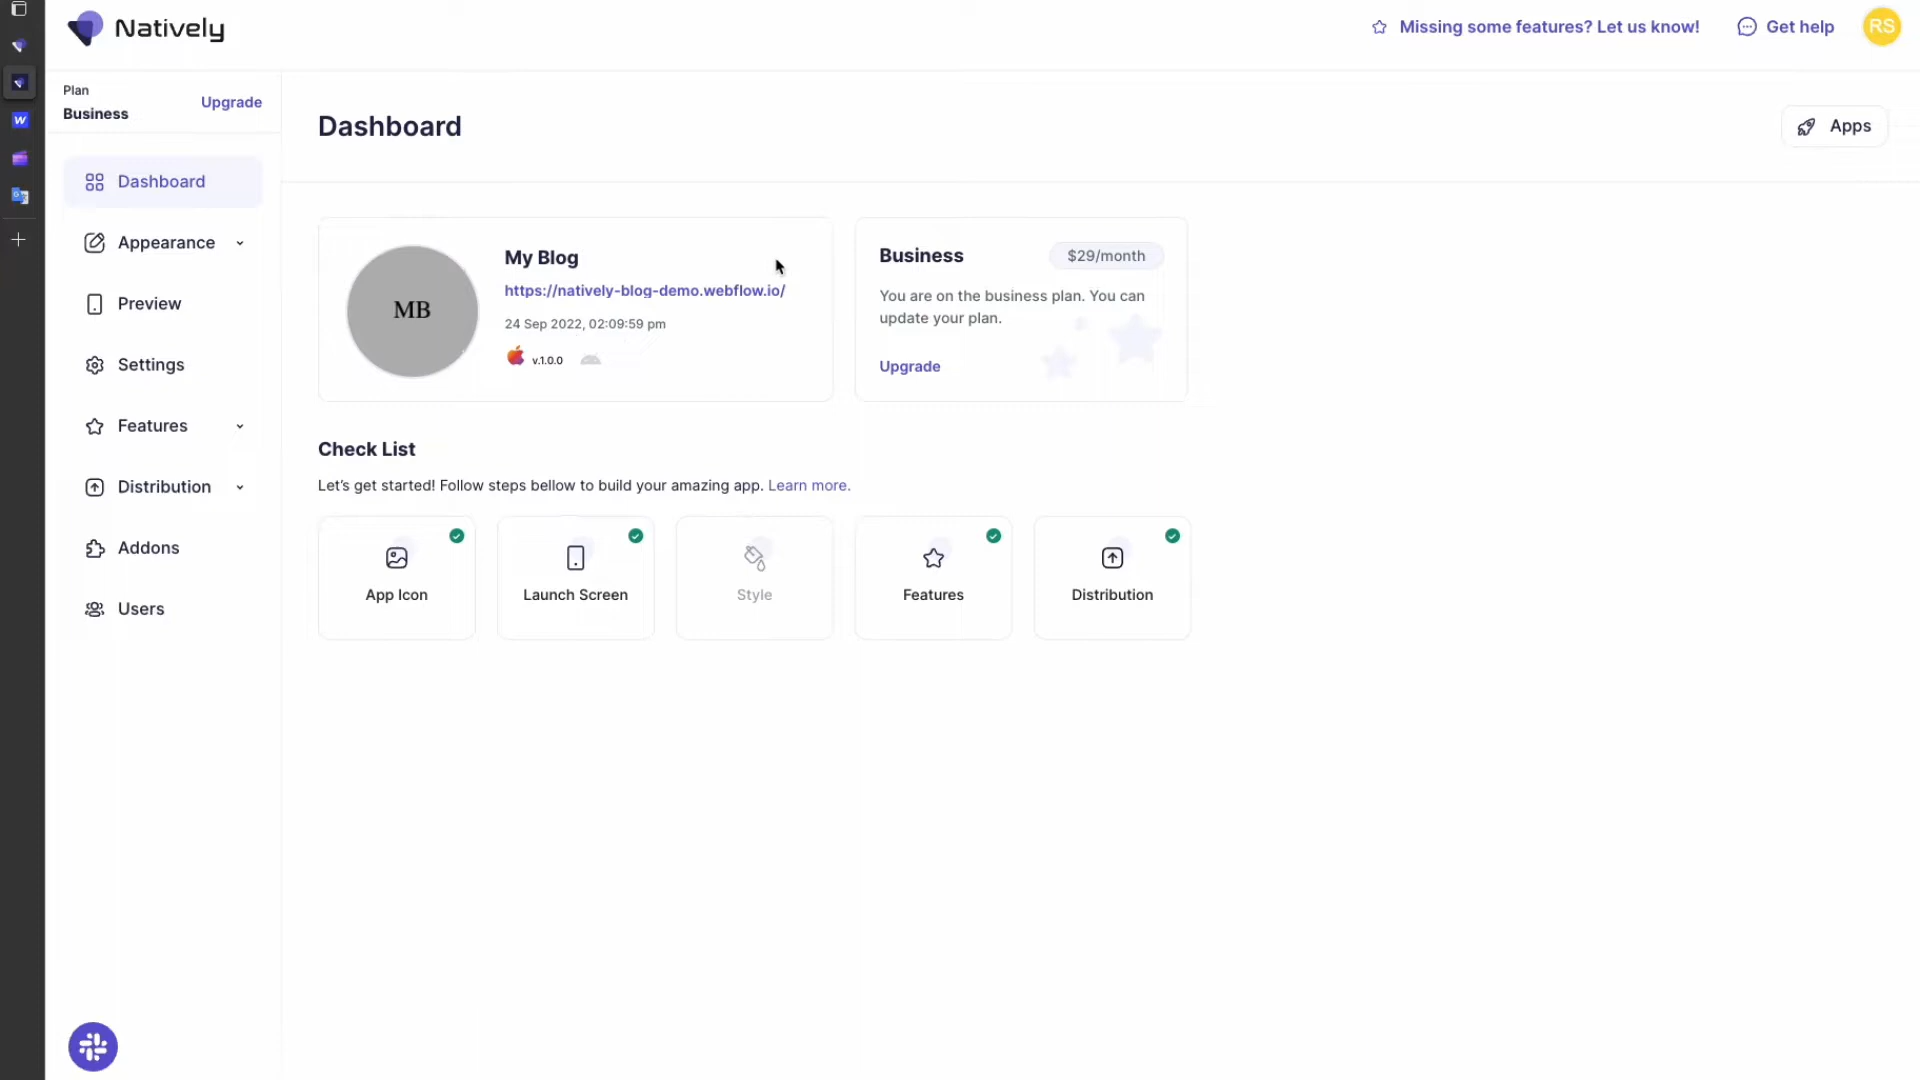 Natively
Missing some features? Let us know!
Get help
RS
Plan
Business
Upgrade
Dashboard
Apps
W
Dashboard
Appearance
Preview
Settings
Features
Distribution
Addons
Users
MB
My Blog
https://natively-blog-demo.webflow.io/
24 Sep 2022, 02:09:59 pm
v.1.0.0
Business
$29/month
You are on the business plan. You can
update your plan.
Upgrade
Check List
Let's get started! Follow steps bellow to build your amazing app. Learn more.
App Icon
Launch Screen
Style
Features
Distribution